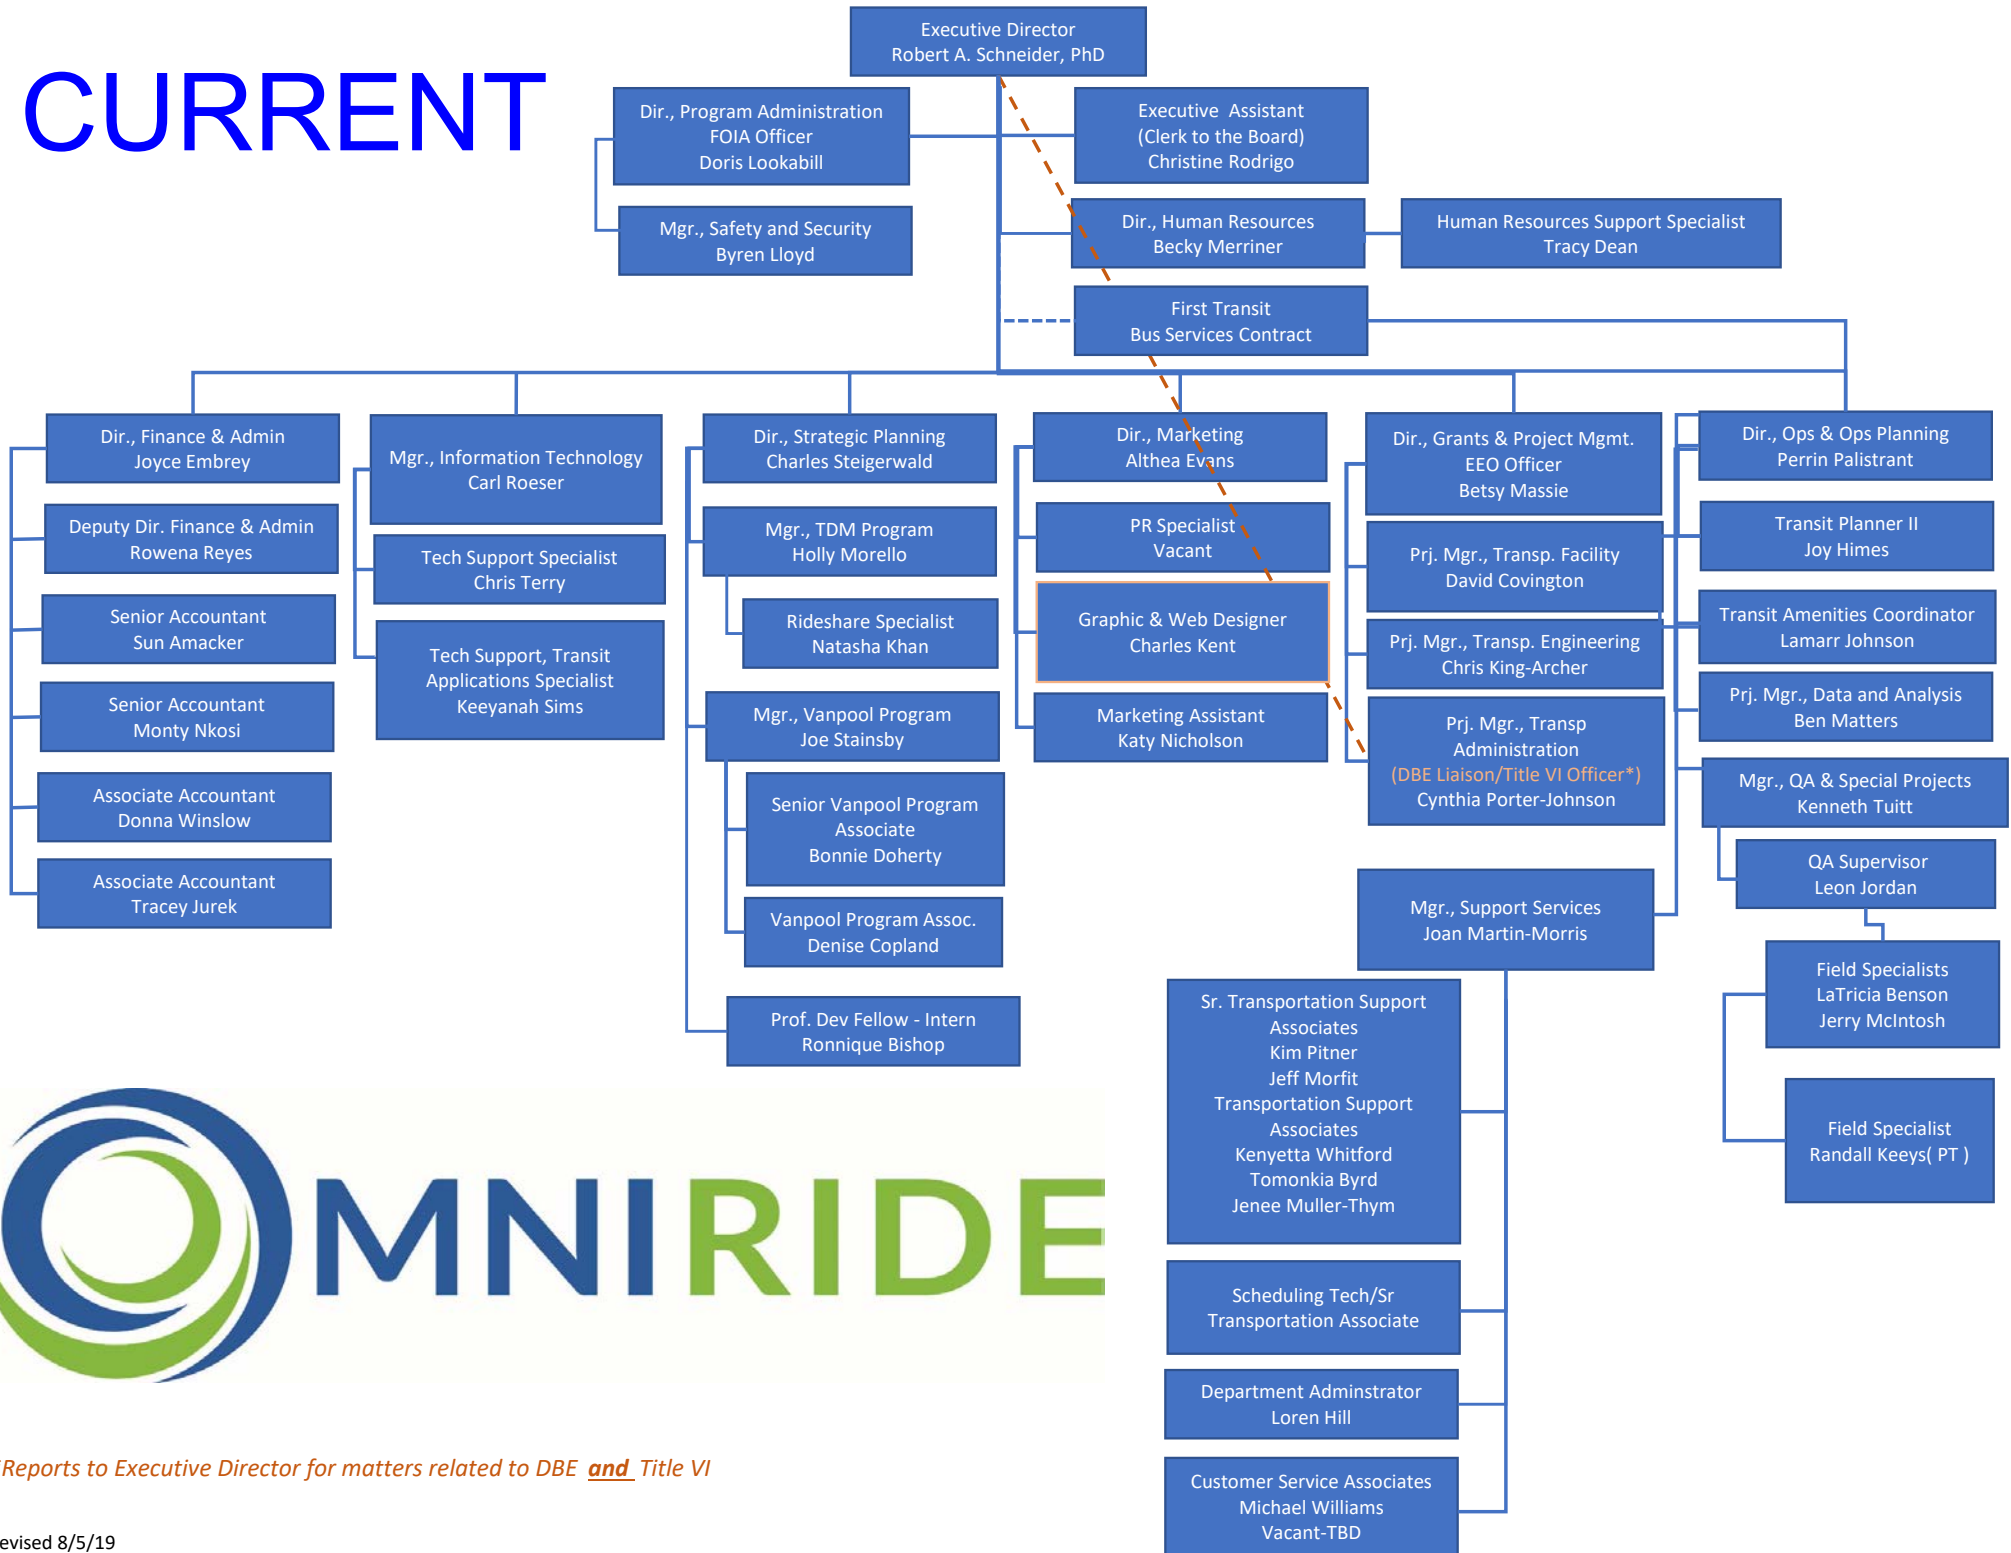 CURRENT
Executive Director
Robert A. Schneider, PhD
Dir., Program Administration
FOIA Officer
Doris Lookabill
Executive Assistant
(Clerk to the Board)
Christine Rodrigo
Mgr., Safety and Security
Byren Lloyd
Dir., Human Resources
Becky Merriner
Human Resources Support Specialist
Tracy Dean
First Transit
Bus Services Contract
Dir., Finance & Admin
Joyce Embrey
Deputy Dir. Finance & Admin
Rowena Reyes
Senior Accountant
Sun Amacker
Senior Accountant
Monty Nkosi
Associate Accountant
Donna Winslow
Associate Accountant
Tracey Jurek
Mgr., Information Technology
Carl Roeser
Tech Support Specialist
Chris Terry
Tech Support, Transit
Applications Specialist
Keeyanah Sims
Dir., Strategic Planning
Charles Steigerwald
Mgr., TDM Program
Holly Morello
Rideshare Specialist
Natasha Khan
Mgr., Vanpool Program
Joe Stainsby
Senior Vanpool Program
Associate
Bonnie Doherty
Vanpool Program Assoc.
Denise Copland
Prof. Dev Fellow - Intern
Ronnique Bishop
Dir., Marketing
Althea Evans
PR Specialist
Vacant
Graphic & Web Designer
Charles Kent
Marketing Assistant
Katy Nicholson
Dir., Grants & Project Mgmt.
EEO Officer
Betsy Massie
Prj. Mgr., Transp. Facility
David Covington
Prj. Mgr., Transp. Engineering
Chris King-Archer
Prj. Mgr., Transp
Administration
(DBE Liaison/Title VI Officer*)
Cynthia Porter-Johnson
Dir., Ops & Ops Planning
Perrin Palistrant
Transit Planner II
Joy Himes
Transit Amenities Coordinator
Lamarr Johnson
Prj. Mgr., Data and Analysis
Ben Matters
Mgr., QA & Special Projects
Kenneth Tuitt
QA Supervisor
Leon Jordan
Field Specialists
LaTricia Benson
Jerry McIntosh
Field Specialist
Randall Keeys( PT )
Mgr., Support Services
Joan Martin-Morris
Sr. Transportation Support
Associates
Kim Pitner
Jeff Morfit
Transportation Support
Associates
Kenyetta Whitford
Tomonkia Byrd
Jenee Muller-Thym
Scheduling Tech/Sr
Transportation Associate
Department Adminstrator
Loren Hill
Customer Service Associates
Michael Williams
Vacant-TBD
OMNIRIDE
Reports to Executive Director for matters related to DBE and Title VI
evised 8/5/19